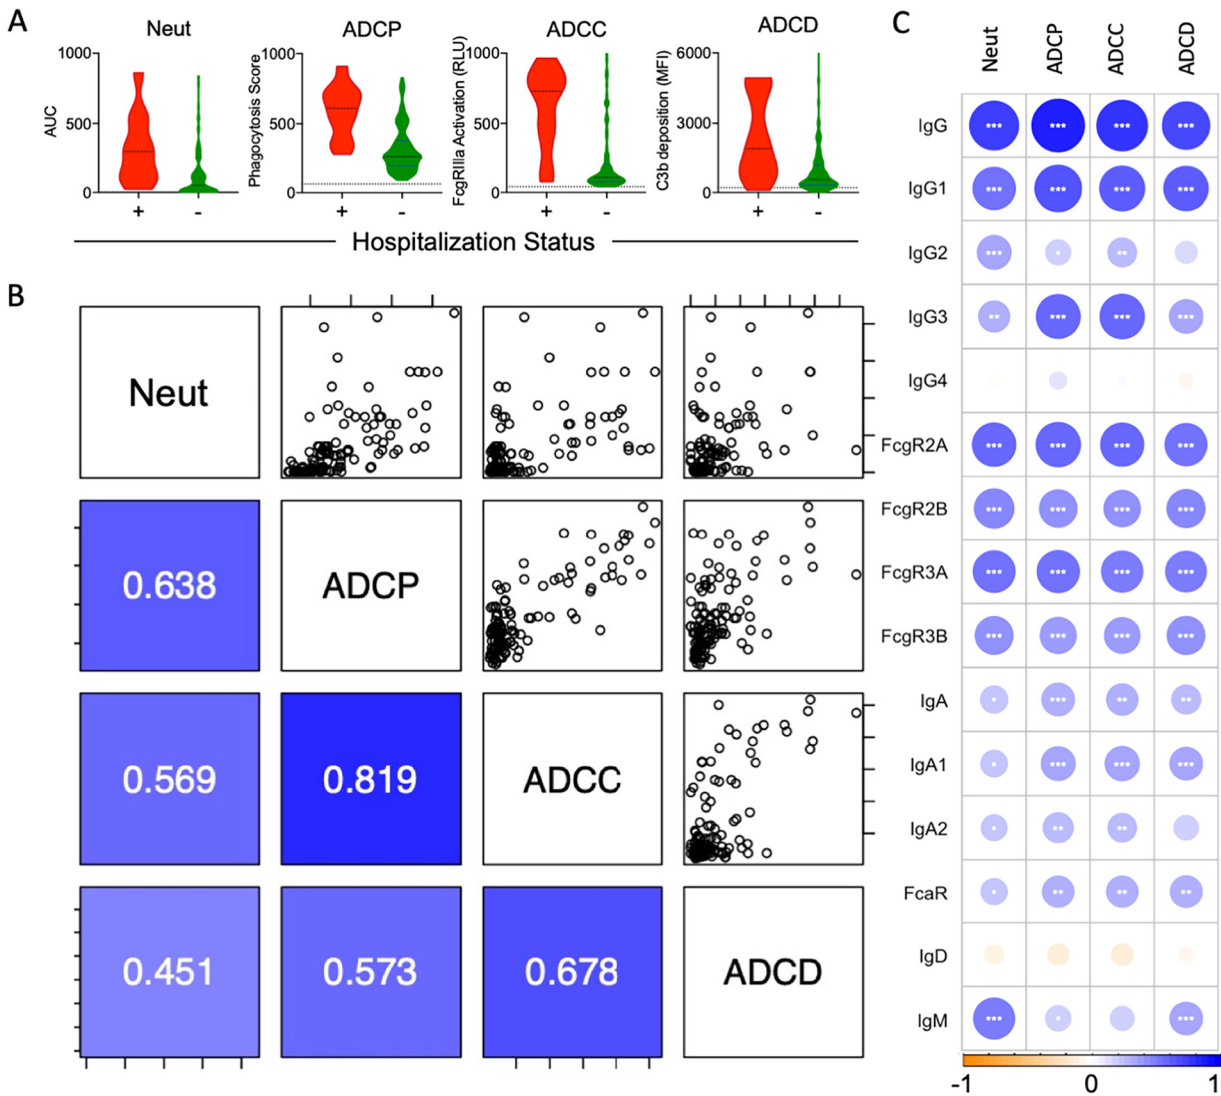 A
Neut
ADCP
ADCC
ADCD
1000
500
0
AUC
+
-
1000
500
0
Phagocytosis Score
+
-
1000
500
0
FcgRIIIa Activation (RLU)
+
-
6000
3000
0
C3b deposition (MFI)
+
-
Hospitalization Status
B
Neut
0.638
ADCP
0.569
0.819
ADCC
0.451
0.573
0.678
ADCD
C
Neut
ADCP
ADCC
ADCD
IgG *** *** *** ***
IgG1 *** *** *** ***
IgG2 *** * **
IgG3 ** *** *** ***
IgG4
FcgR2A *** *** *** ***
FcgR2B *** *** *** ***
FcgR3A *** *** *** ***
FcgR3B *** *** *** ***
IgA * *** ** **
IgA1 * *** *** ***
IgA2 * ** **
FcaR * ** ** **
IgD
IgM *** * ***
-1 0 1